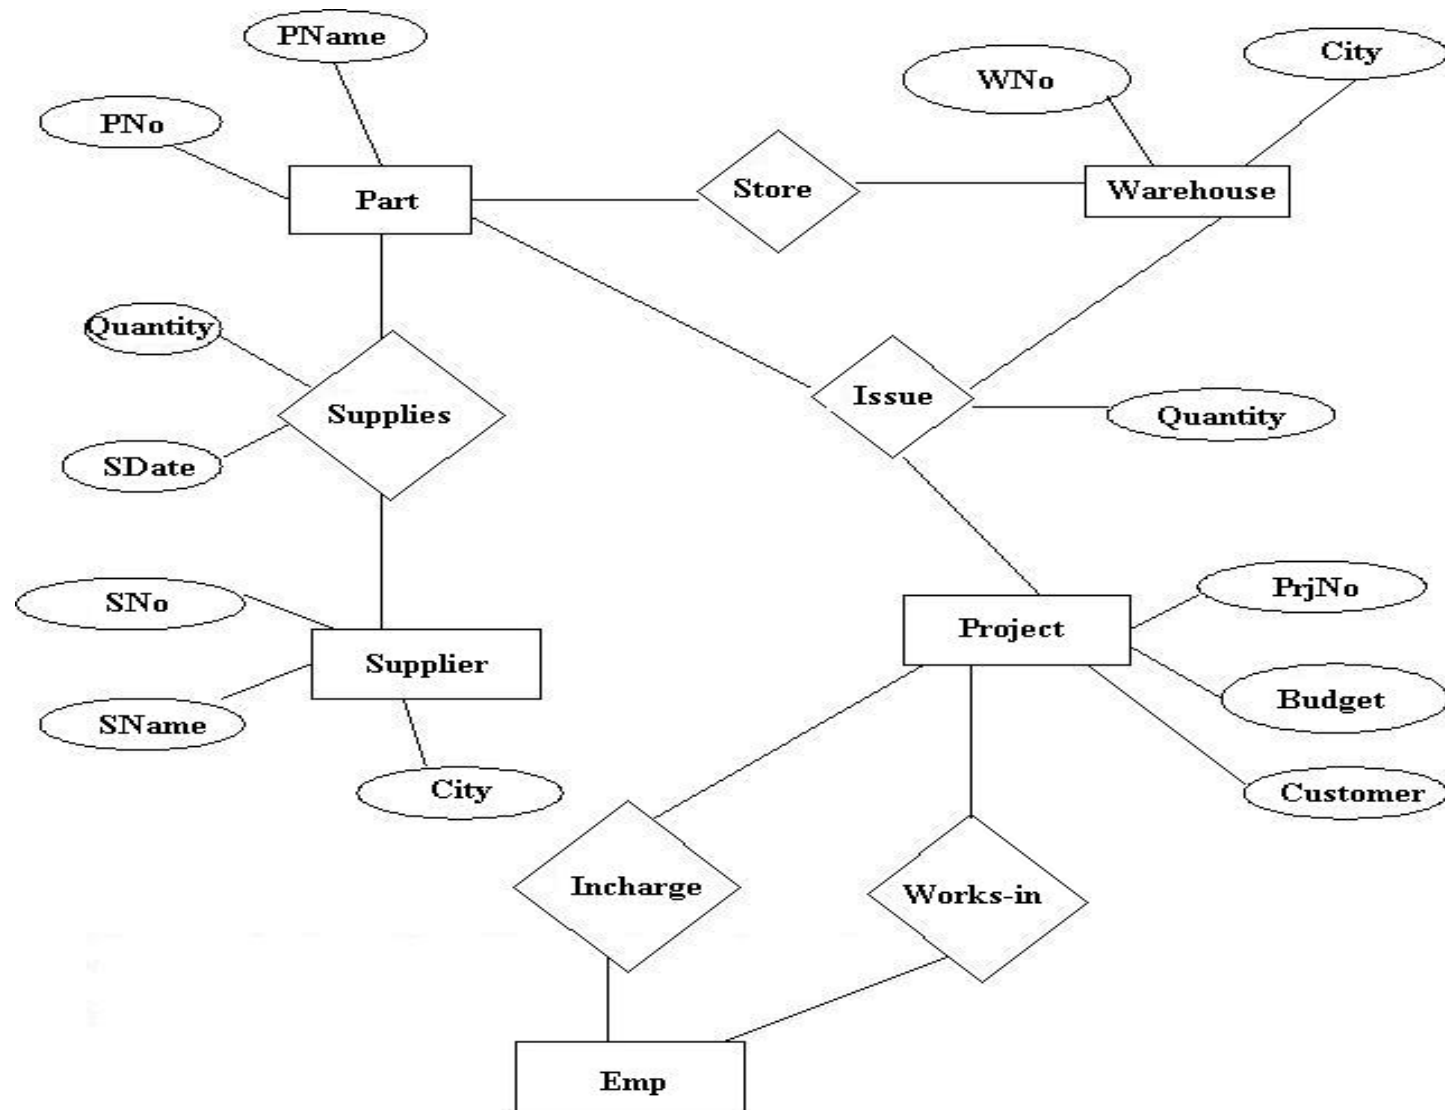 PName
City
WNo
PNo
Store
Warehouse
Part
Quantity
Issue
Supplies
Quantity
SDate
SNo
PrjNo
Project
Supplier
Budget
SName
City
Customer
Incharge
Works-in
Emp